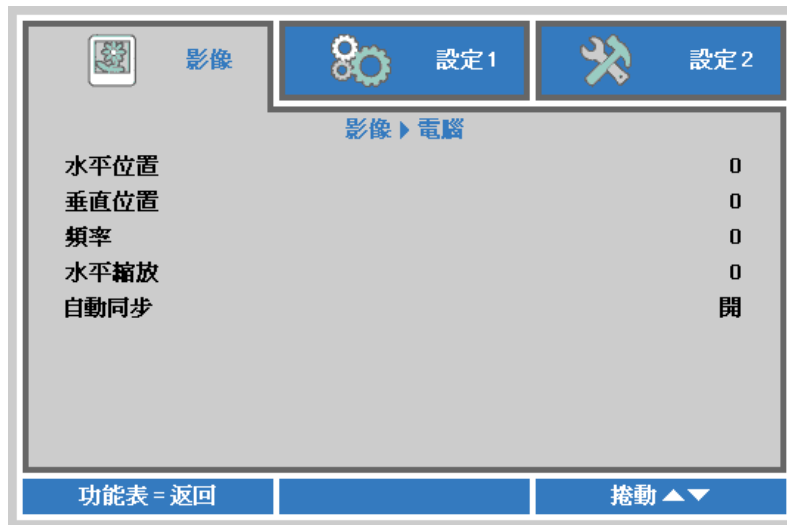 影像
設定1
設定2
影像▶電腦
水平位置 0
垂直位置 0
頻率 0
水平縮放 0
自動同步 開
功能表=返回
捲動▲▼